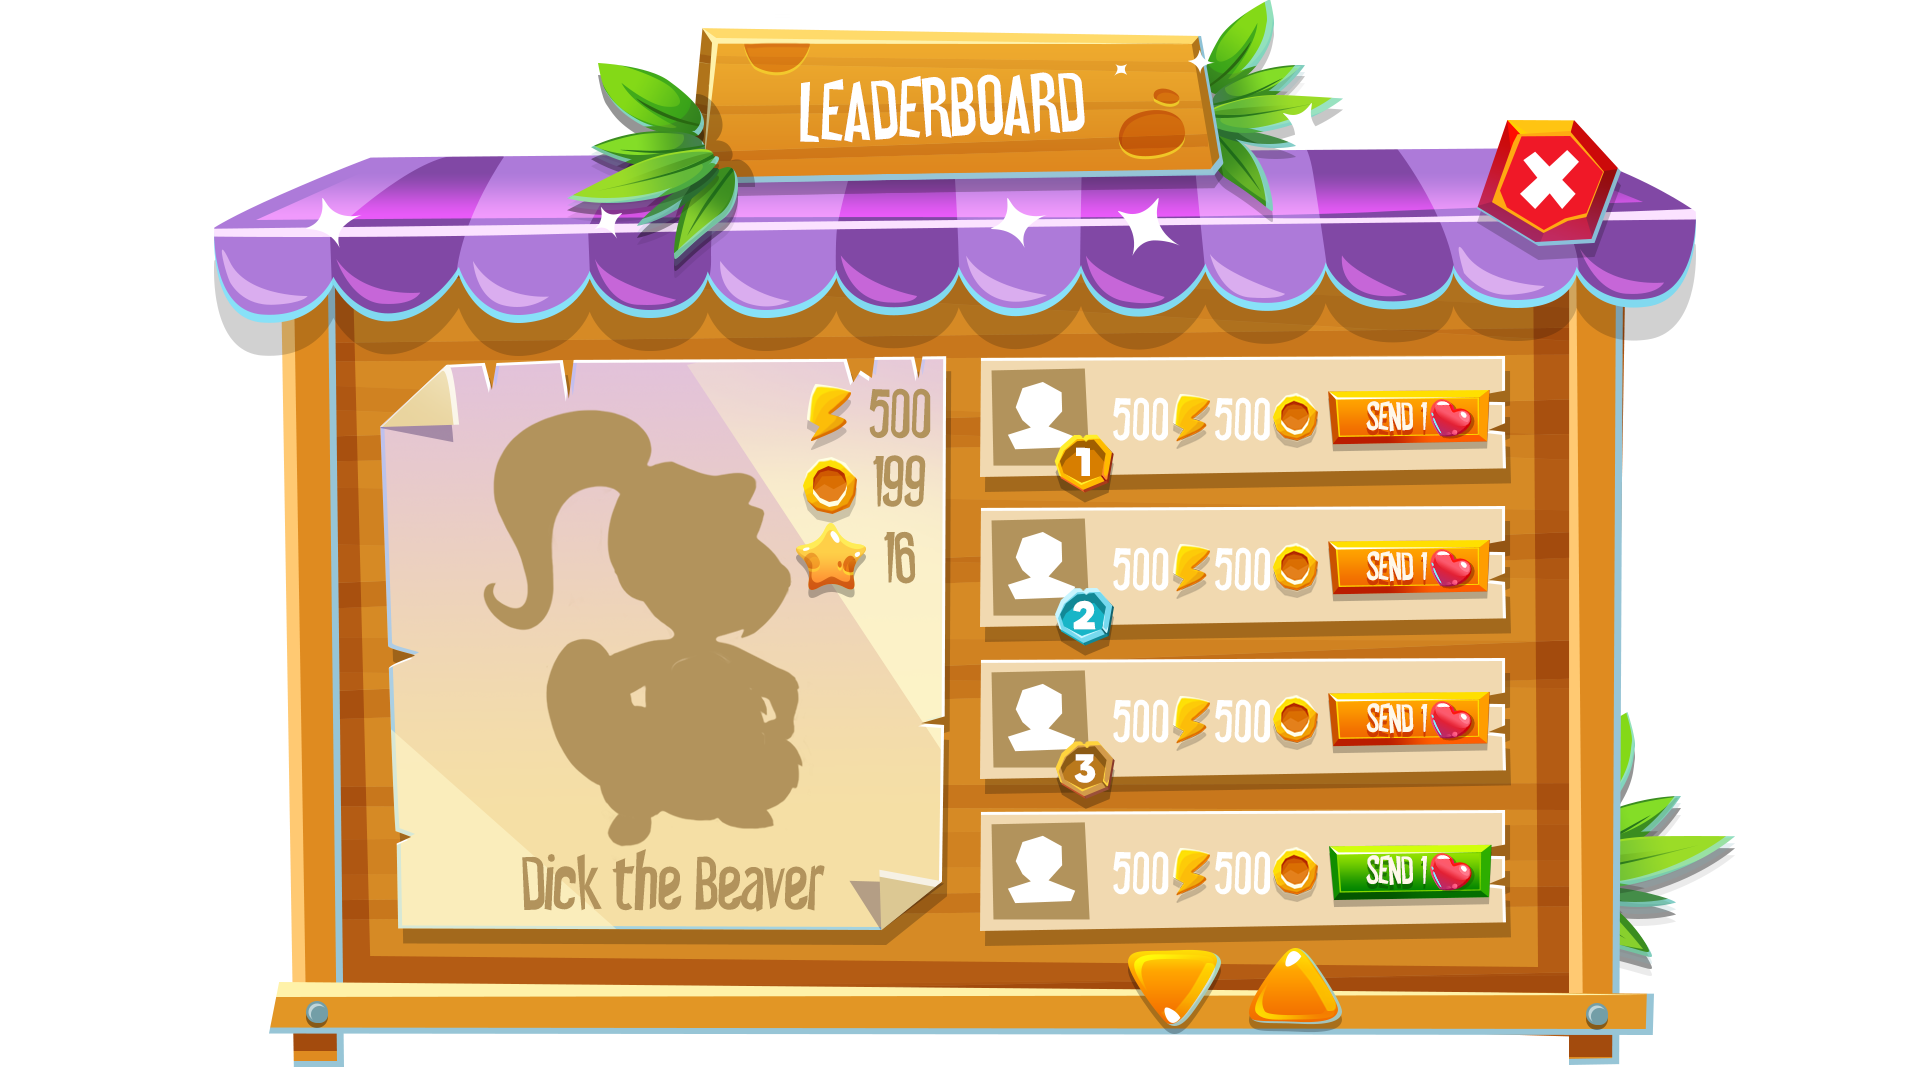 LEADERBOARD
500
199
16
Dick the Beaver
500 500 SEND 1
1
500 500 SEND 1
2
500 500 SEND 1
3
500 500 SEND 1